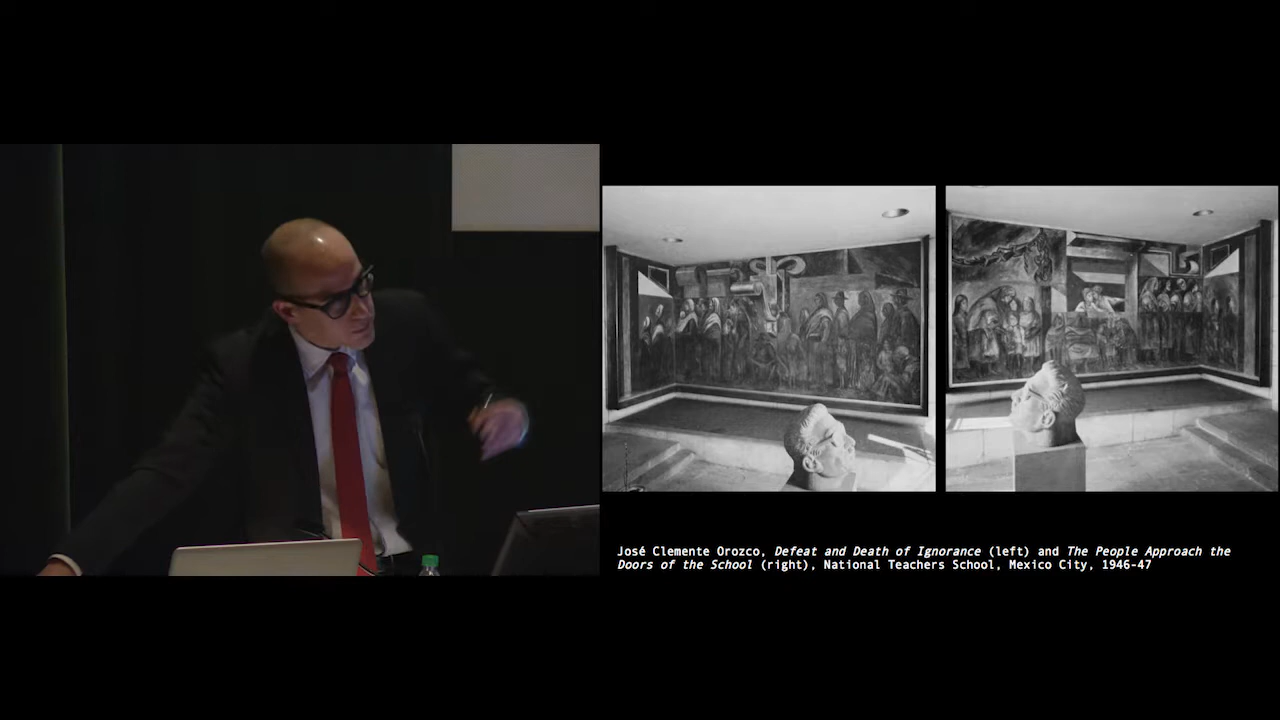 José Clemente Orozco, Defeat and Death of Ignorance (left) and The People Approach the
Doors of the School (right), National Teachers School, Mexico City, 1946-47